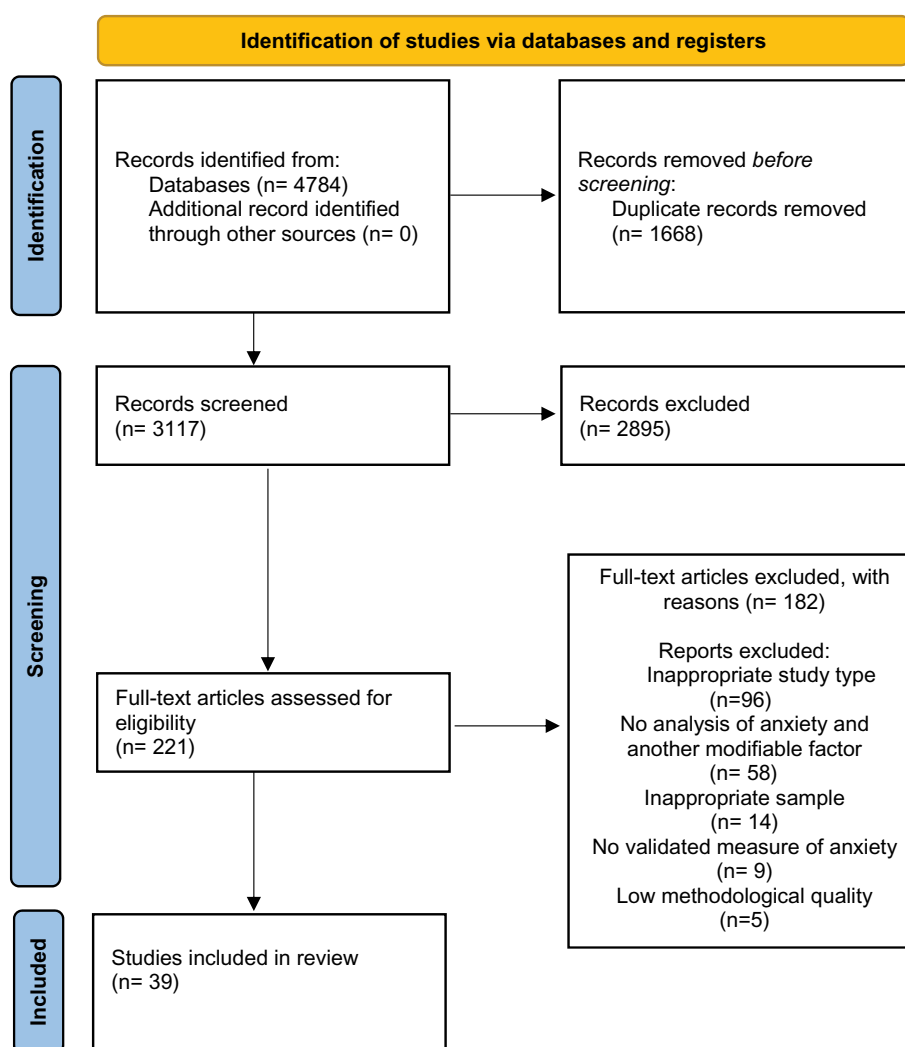 Identification of studies via databases and registers
Identification
Records identified from:
Databases (n= 4784)
Additional record identified
through other sources (n= 0)
Records removed before
screening:
Duplicate records removed
(n= 1668)
Screening
Records screened
(n= 3117)
Records excluded
(n= 2895)
Full-text articles assessed for
eligibility
(n= 221)
Full-text articles excluded, with
reasons (n= 182)
Reports excluded:
Inappropriate study type
(n=96)
No analysis of anxiety and
another modifiable factor
(n= 58)
Inappropriate sample
(n= 14)
No validated measure of anxiety
(n= 9)
Low methodological quality
(n=5)
Included
Studies included in review
(n= 39)